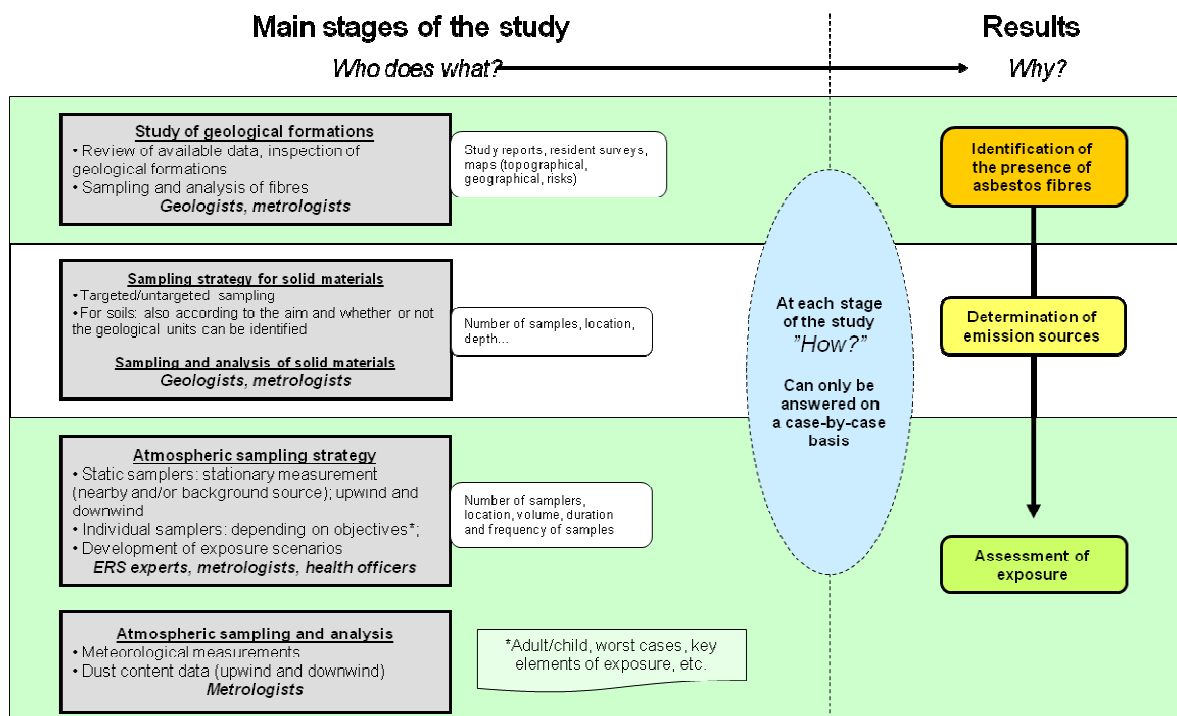 Main stages of the study
Results
Who does what?
Why?
Study of geological formations
• Review of available data, inspection of
geological formations
• Sampling and analysis of fibres
Geologists, metrologists
Study reports, resident surveys,
maps (topographical,
geographical, risks)
Identification of
the presence of
asbestos fibres
Sampling strategy for solid materials
• Targeted/untargeted sampling
• For soils: also according to the aim and whether or not
the geological units can be identified
Sampling and analysis of solid materials
Geologists, metrologists
Number of samples, location,
depth...
At each stage
of the study
"How?"
Can only be
answered on
a case-by-case
basis
Determination of
emission sources
Atmospheric sampling strategy
• Static samplers: stationary measurement
(nearby and/or background source); upwind and
downwind
• Individual samplers: depending on objectives*;
• Development of exposure scenarios
ERS experts, metrologists, health officers
Number of samplers,
location, volume, duration
and frequency of samples
Assessment of
exposure
Atmospheric sampling and analysis
• Meteorological measurements
• Dust content data (upwind and downwind)
Metrologists
*Adult/child, worst cases, key
elements of exposure, etc.